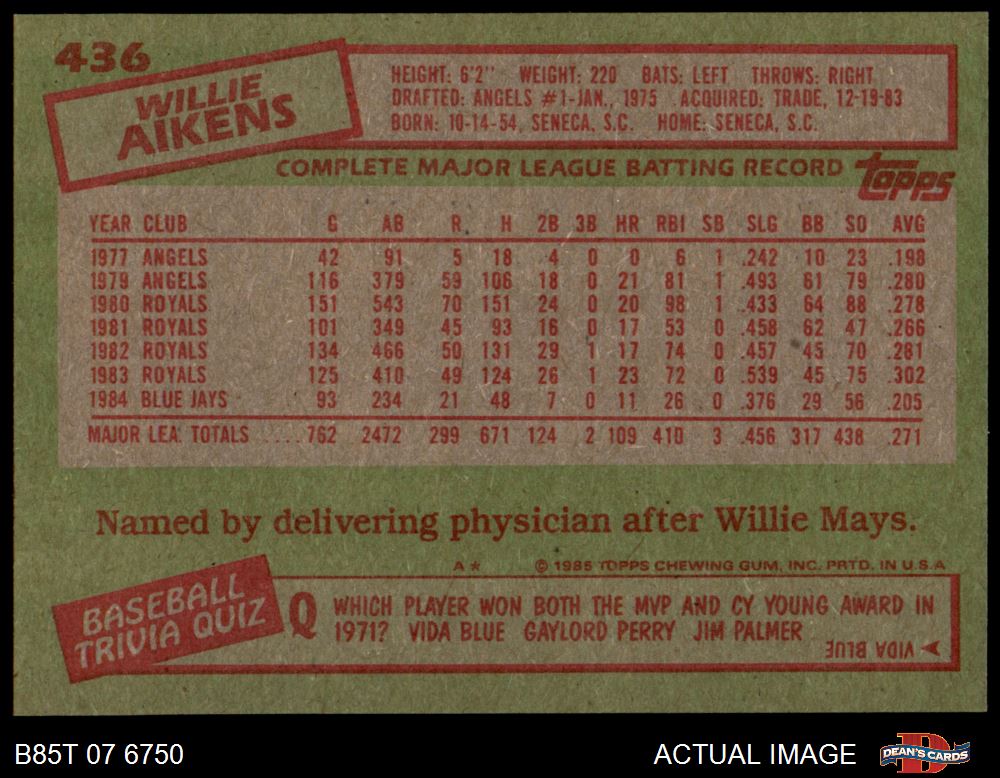 436
WILLIE
AIKENS
HEIGHT: 6'2" WEIGHT: 220 BATS: LEFT THROWS: RIGHT
DRAFTED: ANGELS #1-JAN., 1975 ACQUIRED: TRADE, 12-19-83
BORN: 10-14-54, SENECA, S.C. HOME: SENECA, S.C.
COMPLETE MAJOR LEAGUE BATTING RECORD topps
YEAR CLUB G AB R H 2B 3B HR RBI SB SLG BB SO AVG
1977 ANGELS 42 91 5 18 4 0 0 6 1 .242 10 23 .198
1979 ANGELS 116 379 59 106 18 0 21 81 1 .493 61 79 .280
1980 ROYALS 151 543 70 151 24 0 20 98 1 .433 64 88 .278
1981 ROYALS 101 349 45 93 16 0 17 53 0 .458 62 47 .266
1982 ROYALS 134 466 50 131 29 1 17 74 0 .457 45 70 .281
1983 ROYALS 125 410 49 124 26 1 23 72 0 .539 45 75 .302
1984 BLUE JAYS 93 234 21 48 7 0 11 26 0 .376 29 56 .205
MAJOR LEA. TOTALS ....762 2472 299 671 124 2 109 410 3 .456 317 438 .271
Named by delivering physician after Willie Mays.
A* © 1985 TOPPS CHEWING GUM, INC. PRTD. IN U.S.A
BASEBALL
TRIVIA QUIZ
Q WHICH PLAYER WON BOTH THE MVP AND CY YOUNG AWARD IN
1971? VIDA BLUE GAYLORD PERRY JIM PALMER
VIDA BLUE
B85T 07 6750
ACTUAL IMAGE
D
DEAN'S CARDS